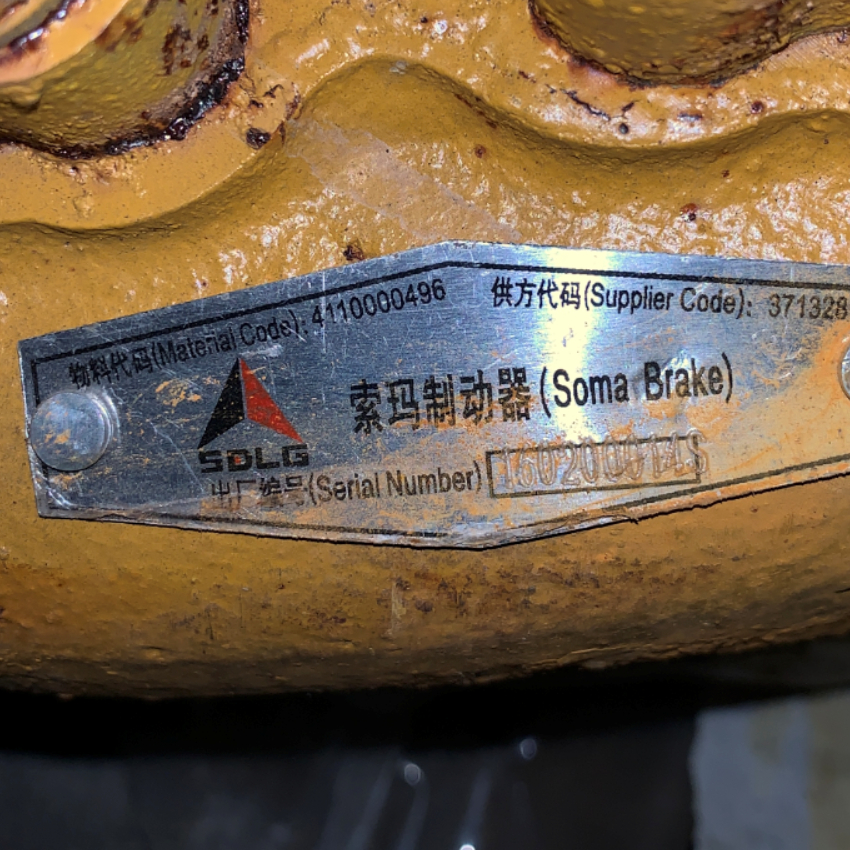 物料代码(Material Code): 4110000496
供方代码(Supplier Code): 371328
索玛制动器(Soma Brake)
SDLG
出厂编号(Serial Number) 160200014S